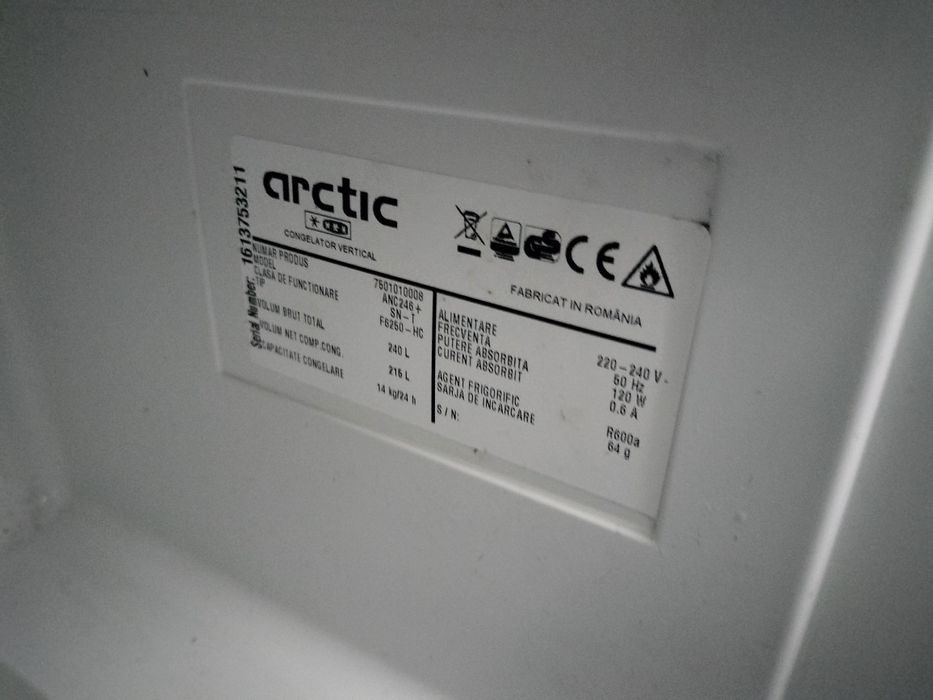 arctic
CONGELATOR VERTICAL
CE
FABRICAT IN ROMÂNIA
Serial Number: 1613753211
NUMAR PRODUS 7501010008
MODEL ANC246+
CLASĂ DE FUNCTIONARE SN-T
TIP F6250-HC
VOLUM BRUT TOTAL 240 L
VOLUM NET COMP.CONG. 215 L
CAPACITATE CONGELARE 14 kg/24 h
ALIMENTARE 220-240 V~
FRECVENTA 50 Hz
PUTERE ABSORBITA 120 W
CURENT ABSORBIT 0.6 A
AGENT FRIGORIFIC R600a
SARJA DE INCARCARE 64 g
S/N: